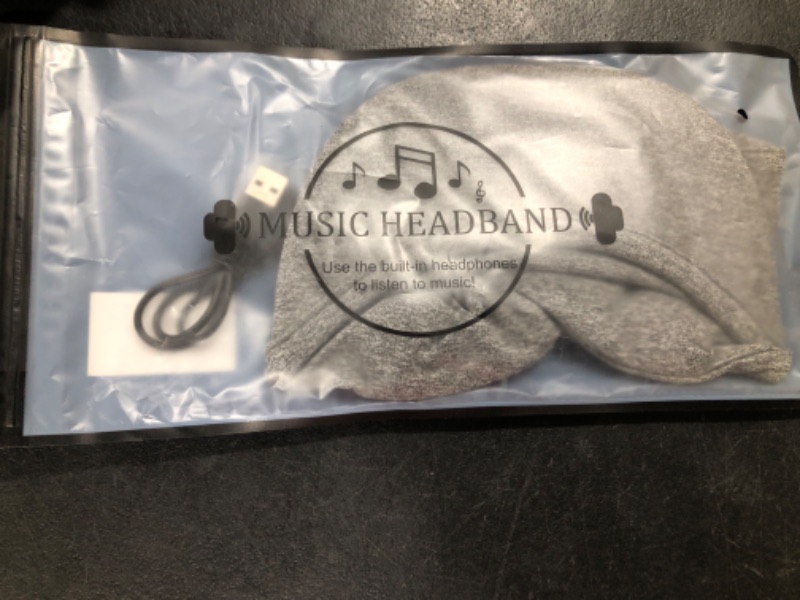 MUSIC HEADBAND
Use the built-in headphones
to listen to music!